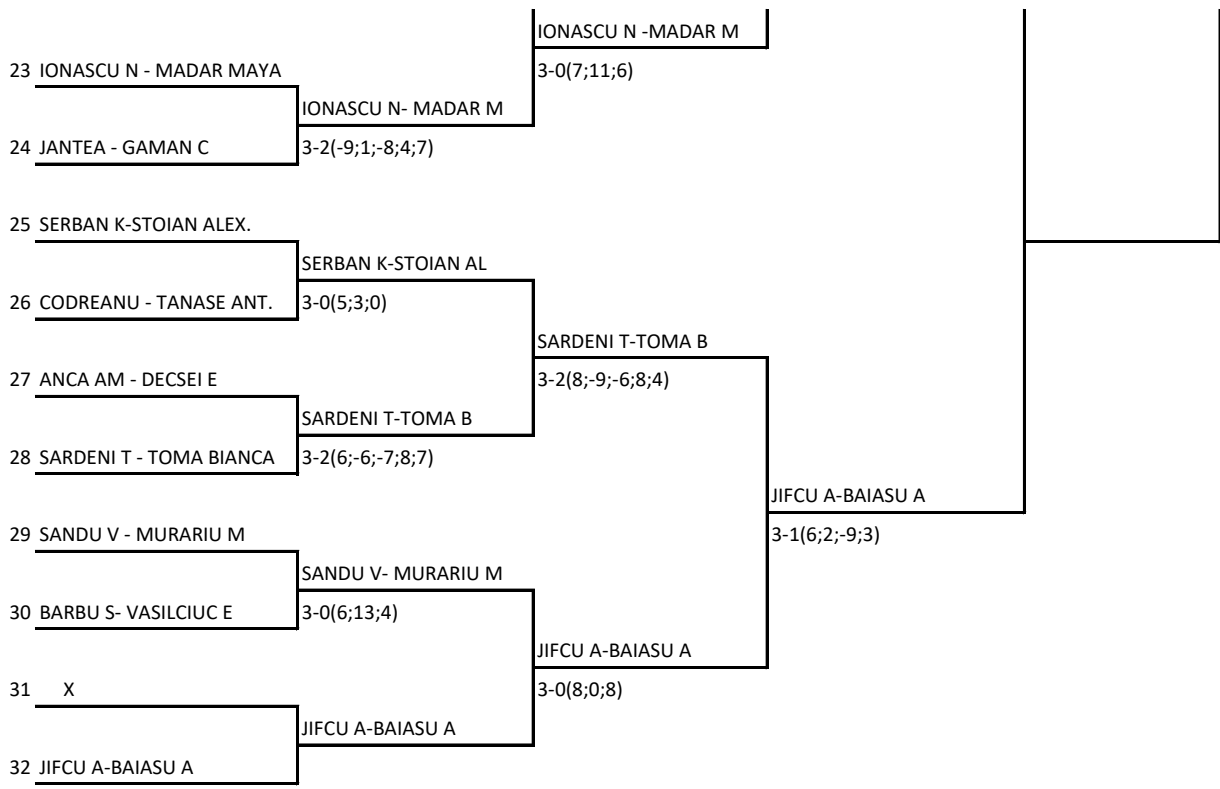 IONASCU N -MADAR M
23 IONASCU N - MADAR MAYA
3-0(7;11;6)
IONASCU N- MADAR M
24 JANTEA - GAMAN C
3-2(-9;1;-8;4;7)
25 SERBAN K-STOIAN ALEX.
SERBAN K-STOIAN AL
26 CODREANU - TANASE ANT.
3-0(5;3;0)
SARDENI T-TOMA B
27 ANCA AM - DECSEI E
3-2(8;-9;-6;8;4)
SARDENI T-TOMA B
28 SARDENI T - TOMA BIANCA
3-2(6;-6;-7;8;7)
JIFCU A-BAIASU A
29 SANDU V - MURARIU M
3-1(6;2;-9;3)
SANDU V- MURARIU M
30 BARBU S- VASILCIUC E
3-0(6;13;4)
JIFCU A-BAIASU A
31 X
3-0(8;0;8)
JIFCU A-BAIASU A
32 JIFCU A-BAIASU A